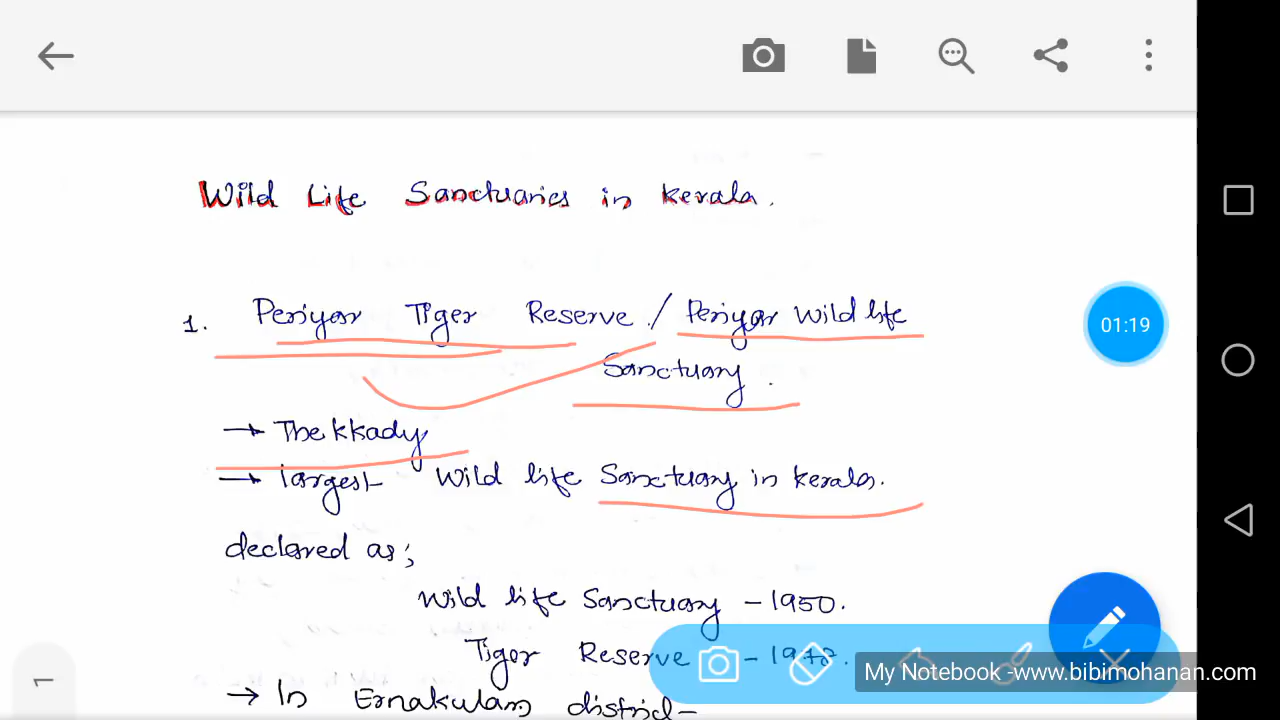 Wild Life Sanctuaries in Kerala.
01:19
1. Periyar Tiger Reserve / Periyar Wild life
Sanctuary.
→ Thekkady
→ largest Wild life Sanctuary in kerala.
declared as;
Wild life Sanctuary - 1950.
Tiger Reserve - 1978.
My Notebook -www.bibimohanan.com
→ In Ernakulam district-
1